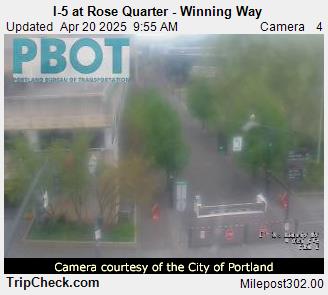 I-5 at Rose Quarter - Winning Way
Updated Apr 20 2025 9:55 AM Camera 4
PBOT
PORTLAND BUREAU OF TRANSPORTATION
Camera courtesy of the City of Portland
TripCheck.com Milepost302.00